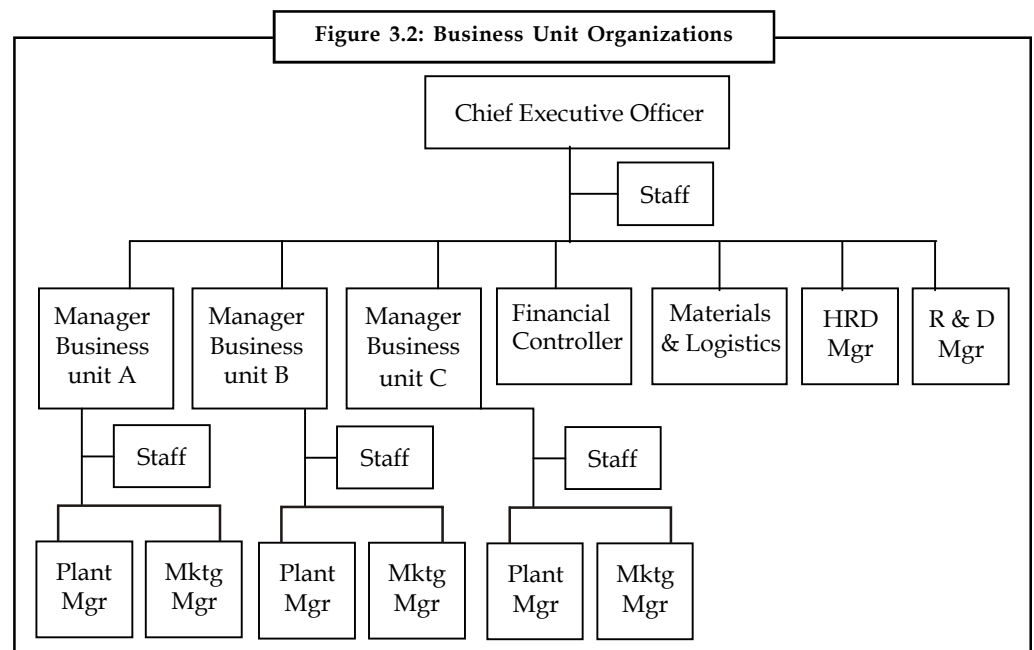 Figure 3.2: Business Unit Organizations
Chief Executive Officer
Staff
Manager
Business
unit A
Manager
Business
unit B
Manager
Business
unit C
Financial
Controller
Materials
& Logistics
HRD
Mgr
R & D
Mgr
Staff
Staff
Staff
Plant
Mgr
Mktg
Mgr
Plant
Mgr
Mktg
Mgr
Plant
Mgr
Mktg
Mgr